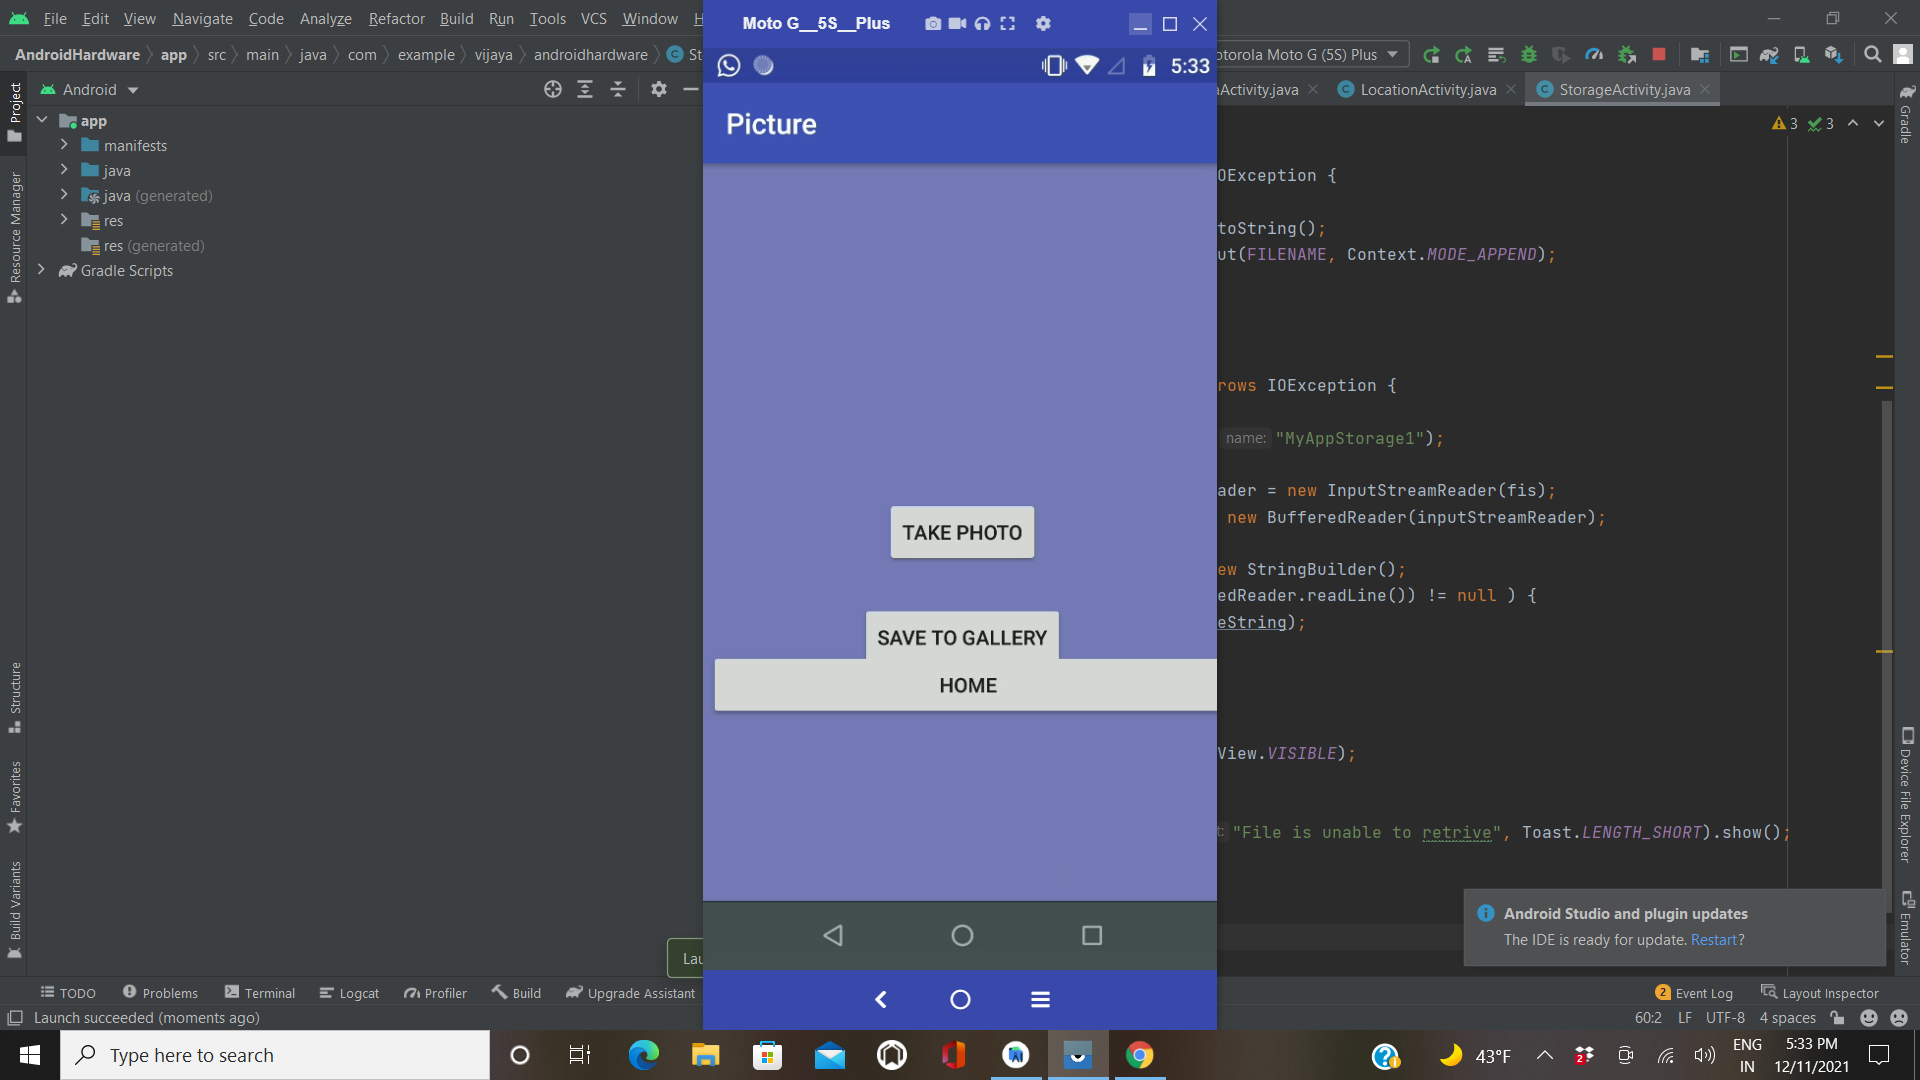 File Edit View Navigate Code Analyze Refactor Build Run Tools VCS Window H
Moto G__5S__Plus
AndroidHardware app src main java com example vijaya androidhardware St
otorola Moto G (5S) Plus
5:33
Android
Activity.java LocationActivity.java StorageActivity.java
Picture
app
manifests
java
java (generated)
res
res (generated)
Gradle Scripts
Project
Resource Manager
Structure
Favorites
Build Variants
Gradle
Device File Explorer
Emulator
3 3
OException {
toString();
ut(FILENAME, Context.MODE_APPEND);
rows IOException {
name: "MyAppStorage1");
ader = new InputStreamReader(fis);
new BufferedReader(inputStreamReader);
ew StringBuilder();
edReader.readLine()) != null ) {
eString);
View.VISIBLE);
t: "File is unable to retrive", Toast.LENGTH_SHORT).show();
TAKE PHOTO
SAVE TO GALLERY
HOME
Android Studio and plugin updates
The IDE is ready for update. Restart?
Lau
TODO Problems Terminal Logcat Profiler Build Upgrade Assistant
2 Event Log Layout Inspector
Launch succeeded (moments ago)
60:2 LF UTF-8 4 spaces
Type here to search
2
43°F
ENG
IN
5:33 PM
12/11/2021